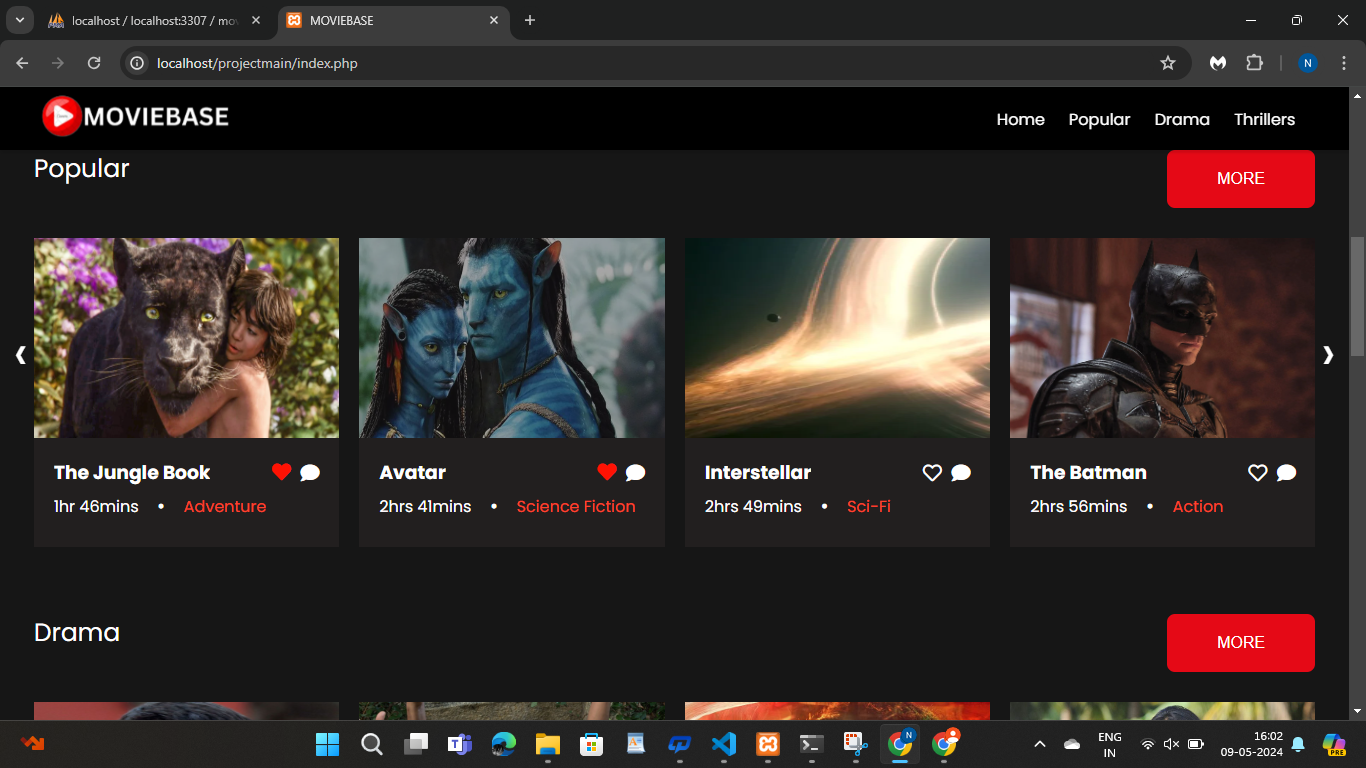 localhost / localhost:3307 / mov
MOVIEBASE
localhost/projectmain/index.php
N
MOVIEBASE
Home Popular Drama Thrillers
Popular
MORE
The Jungle Book
1hr 46mins • Adventure
Avatar
2hrs 41mins • Science Fiction
Interstellar
2hrs 49mins • Sci-Fi
The Batman
2hrs 56mins • Action
Drama
MORE
N
ENG
IN
16:02
09-05-2024
PRE